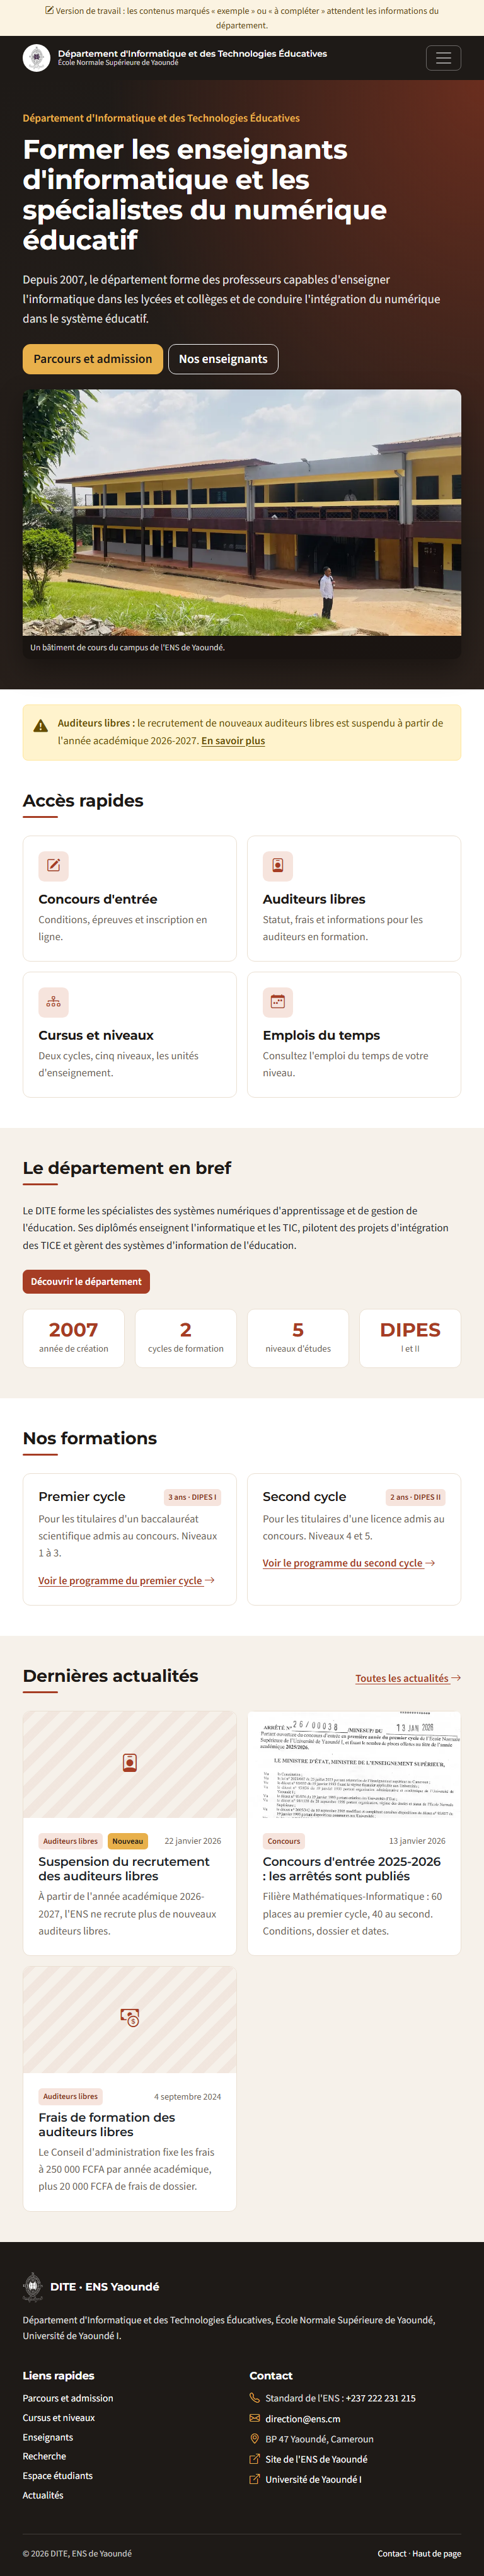 Version de travail : les contenus marqués « exemple » ou « à compléter » attendent les informations du
département.
Département d'Informatique et des Technologies Éducatives
École Normale Supérieure de Yaoundé
Département d'Informatique et des Technologies Éducatives
Former les enseignants
d'informatique et les
spécialistes du numérique
éducatif
Depuis 2007, le département forme des professeurs capables d'enseigner
l'informatique dans les lycées et collèges et de conduire l'intégration du numérique
dans le système éducatif.
Parcours et admission
Nos enseignants
Un bâtiment de cours du campus de l'ENS de Yaoundé.
Auditeurs libres : le recrutement de nouveaux auditeurs libres est suspendu à partir de
l'année académique 2026-2027. En savoir plus
Accès rapides
Concours d'entrée
Conditions, épreuves et inscription en
ligne.
Auditeurs libres
Statut, frais et informations pour les
auditeurs en formation.
Cursus et niveaux
Deux cycles, cinq niveaux, les unités
d'enseignement.
Emplois du temps
Consultez l'emploi du temps de votre
niveau.
Le département en bref
Le DITE forme les spécialistes des systèmes numériques d'apprentissage et de gestion de
l'éducation. Ses diplômés enseignent l'informatique et les TIC, pilotent des projets d'intégration
des TICE et gèrent des systèmes d'information de l'éducation.
Découvrir le département
2007
année de création
2
cycles de formation
5
niveaux d'études
DIPES
I et II
Nos formations
Premier cycle
3 ans · DIPES I
Pour les titulaires d'un baccalauréat
scientifique admis au concours. Niveaux
1 à 3.
Voir le programme du premier cycle
Second cycle
2 ans · DIPES II
Pour les titulaires d'une licence admis au
concours. Niveaux 4 et 5.
Voir le programme du second cycle
Dernières actualités
Toutes les actualités
Auditeurs libres
Nouveau
22 janvier 2026
Suspension du recrutement
des auditeurs libres
À partir de l'année académique 2026-
2027, l'ENS ne recrute plus de nouveaux
auditeurs libres.
ARRÊTÉ N° 26/00038 /MINESUP/ DU 13 JAN 2026
LE MINISTRE D'ÉTAT, MINISTRE DE L'ENSEIGNEMENT SUPÉRIEUR,
Concours
13 janvier 2026
Concours d'entrée 2025-2026
: les arrêtés sont publiés
Filière Mathématiques-Informatique : 60
places au premier cycle, 40 au second.
Conditions, dossier et dates.
Auditeurs libres
4 septembre 2024
Frais de formation des
auditeurs libres
Le Conseil d'administration fixe les frais
à 250 000 FCFA par année académique,
plus 20 000 FCFA de frais de dossier.
DITE · ENS Yaoundé
Département d'Informatique et des Technologies Éducatives, École Normale Supérieure de Yaoundé,
Université de Yaoundé I.
Liens rapides
Parcours et admission
Cursus et niveaux
Enseignants
Recherche
Espace étudiants
Actualités
Contact
Standard de l'ENS : +237 222 231 215
direction@ens.cm
BP 47 Yaoundé, Cameroun
Site de l'ENS de Yaoundé
Université de Yaoundé I
© 2026 DITE, ENS de Yaoundé
Contact · Haut de page